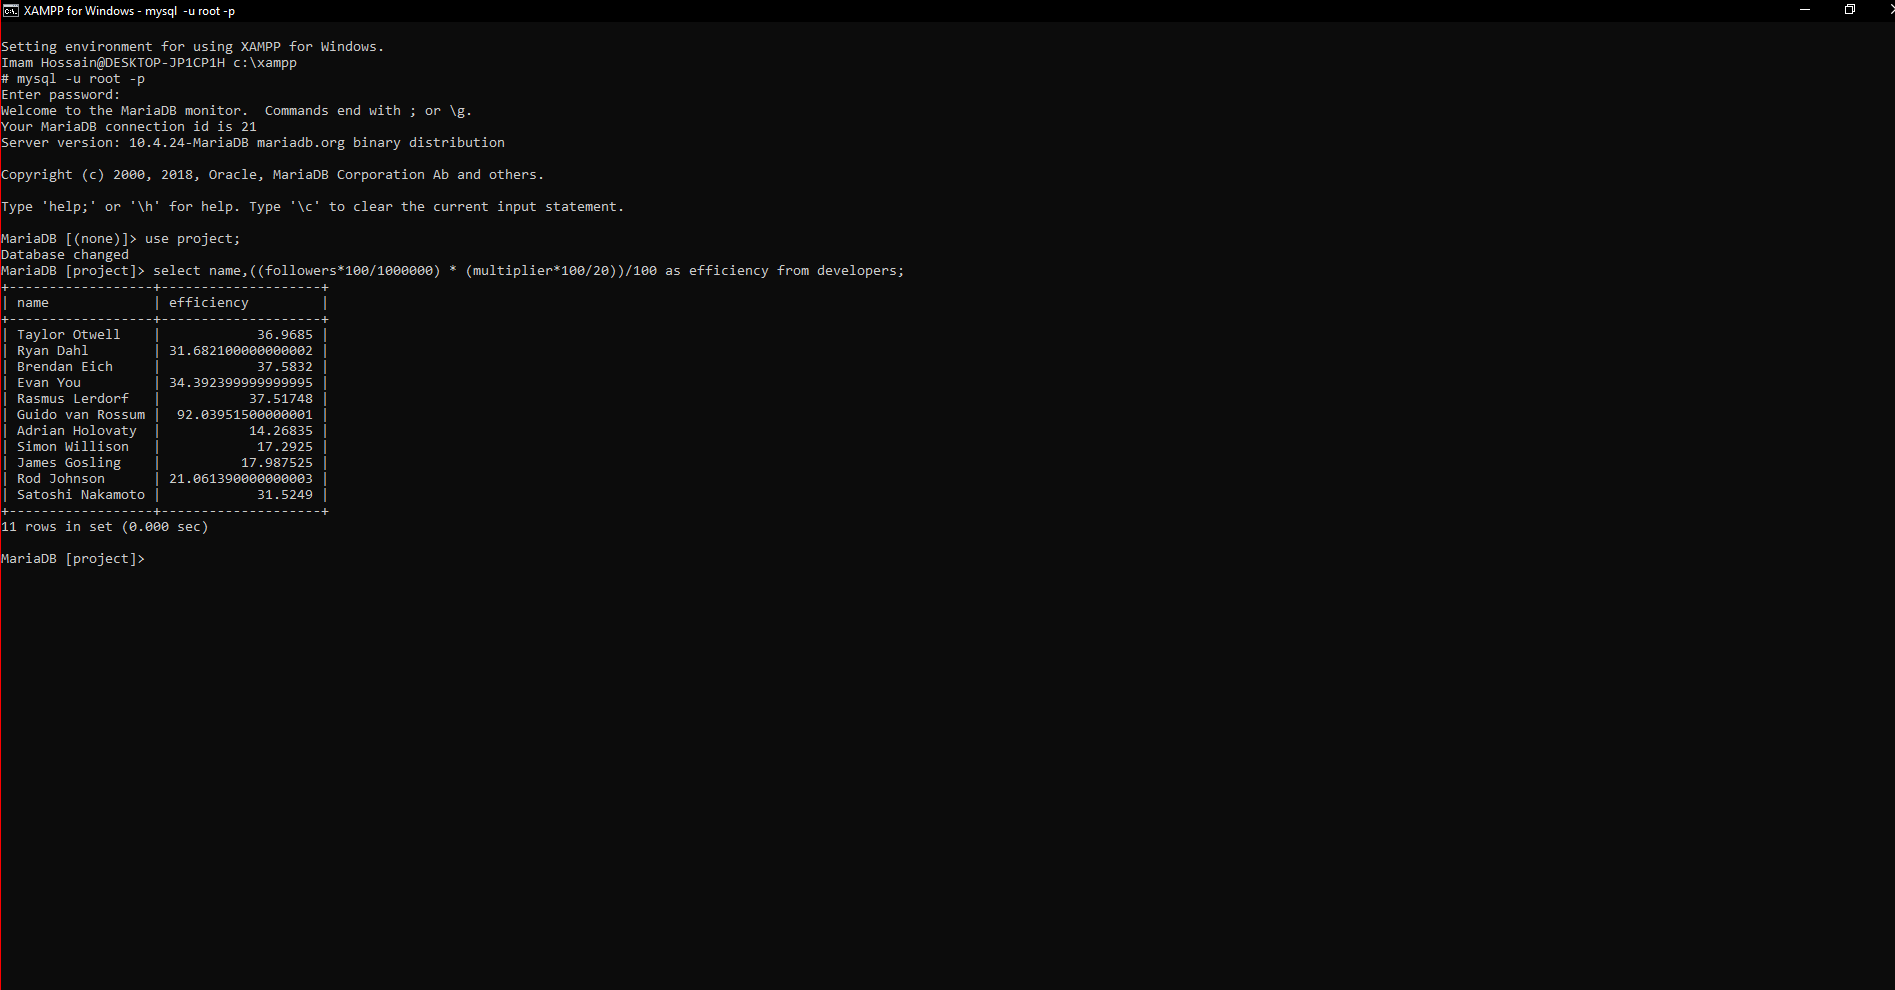 XAMPP for Windows - mysql  -u root -p
Setting environment for using XAMPP for Windows.
Imam Hossain@DESKTOP-JP1CP1H c:\xampp
# mysql -u root -p
Enter password:
Welcome to the MariaDB monitor.  Commands end with ; or \g.
Your MariaDB connection id is 21
Server version: 10.4.24-MariaDB mariadb.org binary distribution
Copyright (c) 2000, 2018, Oracle, MariaDB Corporation Ab and others.
Type 'help;' or '\h' for help. Type '\c' to clear the current input statement.
MariaDB [(none)]> use project;
Database changed
MariaDB [project]> select name,((followers*100/1000000) * (multiplier*100/20))/100 as efficiency from developers;
+------------------+--------------------+
| name             | efficiency         |
+------------------+--------------------+
| Taylor Otwell    |            36.9685 |
| Ryan Dahl        | 31.682100000000002 |
| Brendan Eich     |            37.5832 |
| Evan You         | 34.392399999999995 |
| Rasmus Lerdorf   |           37.51748 |
| Guido van Rossum |  92.03951500000001 |
| Adrian Holovaty  |           14.26835 |
| Simon Willison   |            17.2925 |
| James Gosling    |          17.987525 |
| Rod Johnson      | 21.061390000000003 |
| Satoshi Nakamoto |            31.5249 |
+------------------+--------------------+
11 rows in set (0.000 sec)
MariaDB [project]>